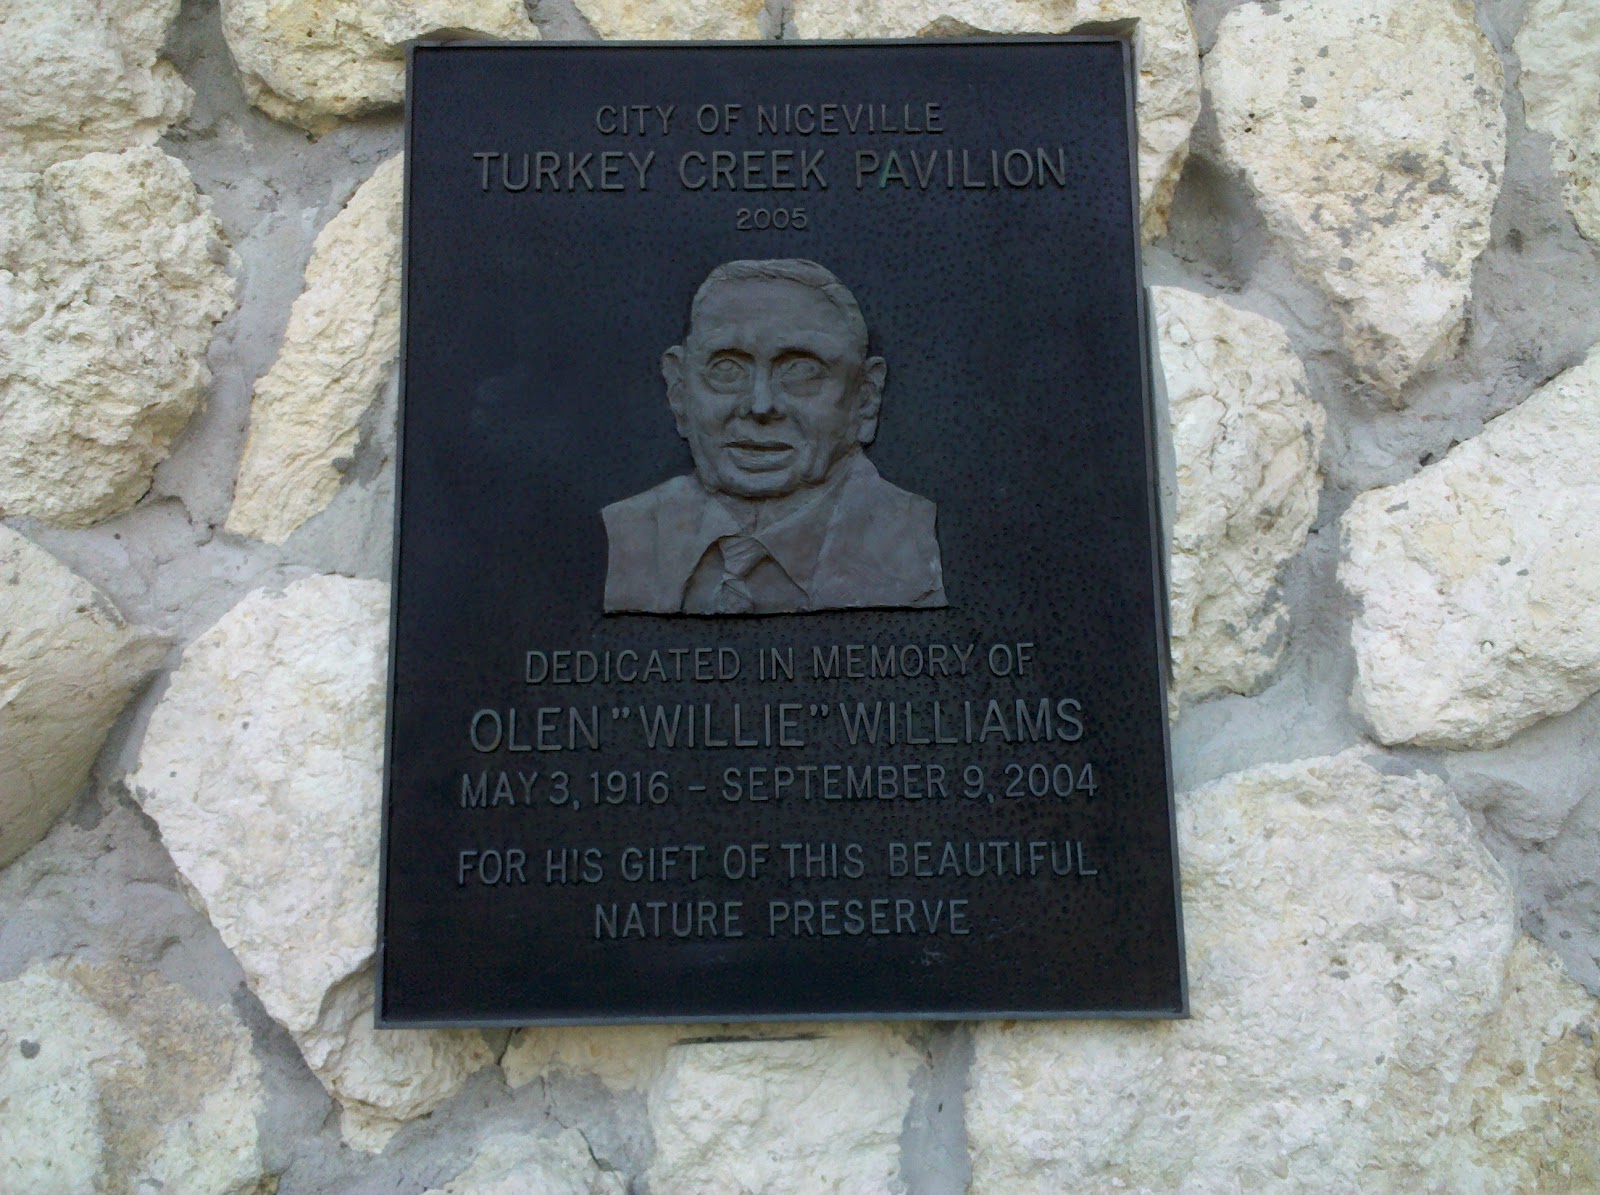 CITY OF NICEVILLE
TURKEY CREEK PAVILION
2005
DEDICATED IN MEMORY OF
OLEN "WILLIE" WILLIAMS
MAY 3, 1916 - SEPTEMBER 9, 2004
FOR HIS GIFT OF THIS BEAUTIFUL
NATURE PRESERVE